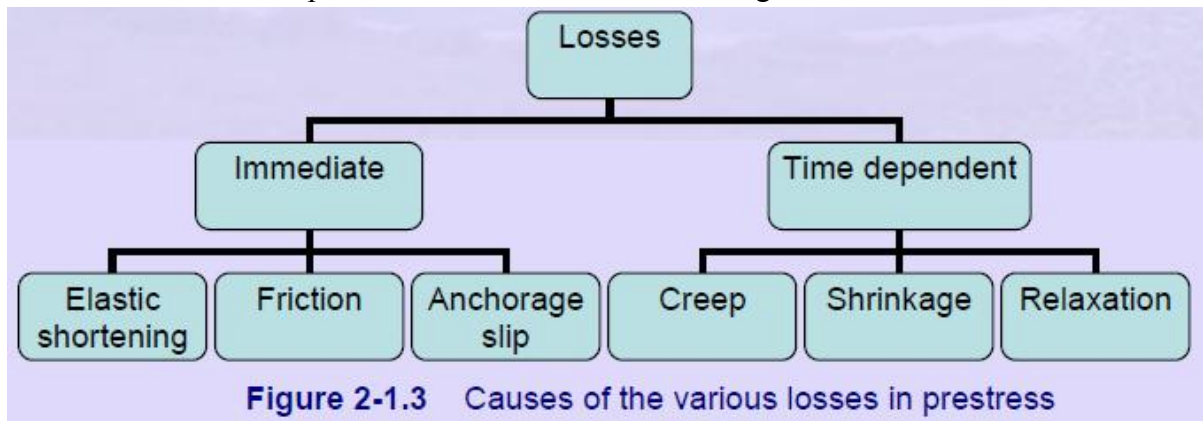 Losses
Immediate
Time dependent
Elastic
shortening
Friction
Anchorage
slip
Creep
Shrinkage
Relaxation
Figure 2-1.3 Causes of the various losses in prestress